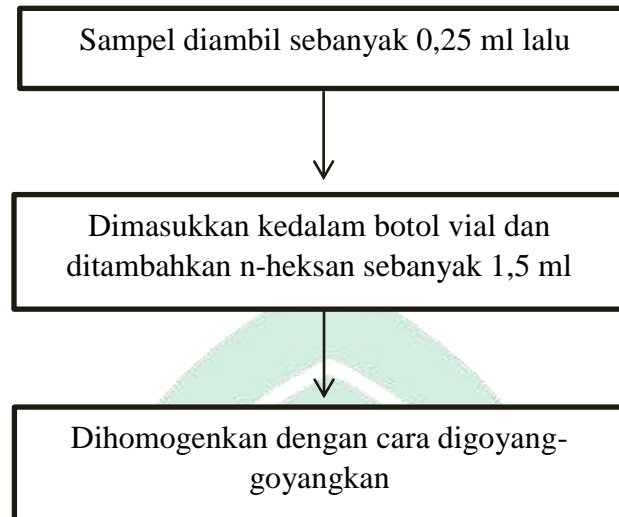 Sampel diambil sebanyak 0,25 ml lalu
Dimasukkan kedalam botol vial dan
ditambahkan n-heksan sebanyak 1,5 ml
Dihomogenkan dengan cara digoyang-
goyangkan